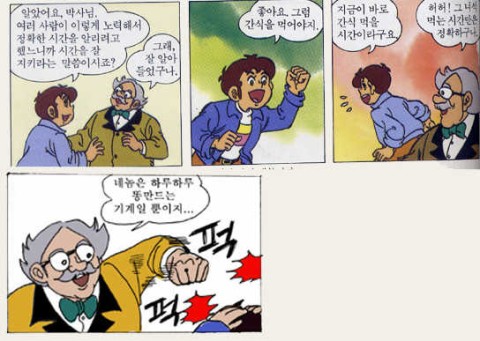 알았어요, 박사님,
여러 사람이 이렇게 노력해서
정확한 시간을 알리려고
했으니까 시간을 잘
지키라는 말씀이시죠?
그래,
잘 알아
들었구나.
좋아요. 그럼
간식을 먹어야지.
지금이 바로
간식 먹을
시간이라구요.
허허! 그 녀석
먹는 시간만은
정확하구나.
네놈은 하루하루
똥만드는
기계일 뿐이지...
퍽
퍽